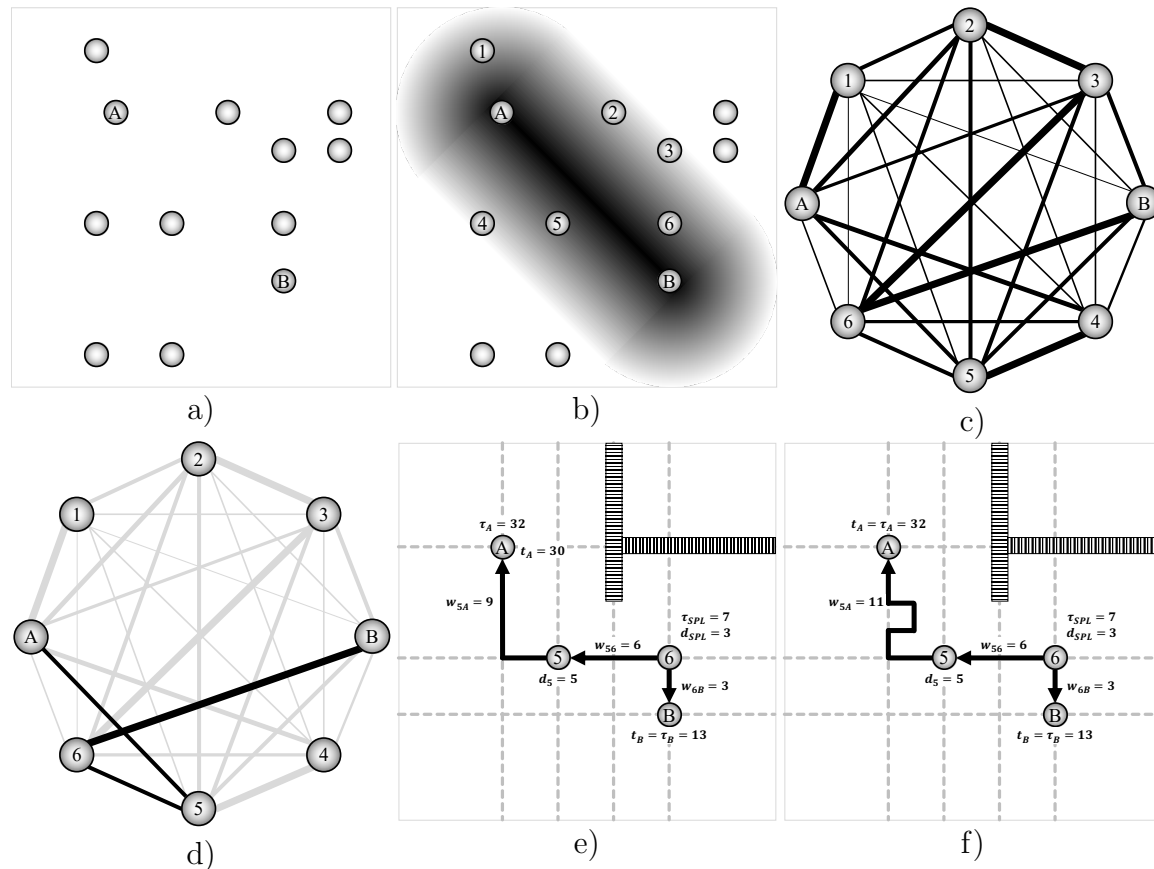 A
B
a)
1
A
2
3
4
5
6
B
b)
2
1
3
A
B
6
4
5
c)
2
1
3
A
B
6
4
5
d)
τ_A = 32
A
t_A = 30
w_5A = 9
τ_SPL = 7
d_SPL = 3
w_56 = 6
5
6
d_5 = 5
w_6B = 3
B
t_B = τ_B = 13
e)
t_A = τ_A = 32
A
w_5A = 11
τ_SPL = 7
d_SPL = 3
w_56 = 6
5
6
d_5 = 5
w_6B = 3
B
t_B = τ_B = 13
f)